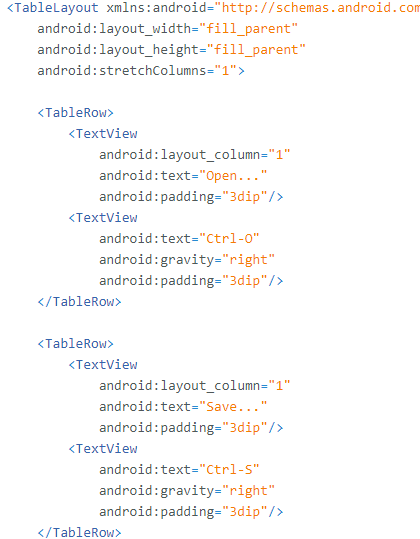 <TableLayout xmlns:android="http://schemas.android.com
    android:layout_width="fill_parent"
    android:layout_height="fill_parent"
    android:stretchColumns="1">

    <TableRow>
        <TextView
            android:layout_column="1"
            android:text="Open..."
            android:padding="3dip"/>
        <TextView
            android:text="Ctrl-O"
            android:gravity="right"
            android:padding="3dip"/>
    </TableRow>

    <TableRow>
        <TextView
            android:layout_column="1"
            android:text="Save..."
            android:padding="3dip"/>
        <TextView
            android:text="Ctrl-S"
            android:gravity="right"
            android:padding="3dip"/>
    </TableRow>